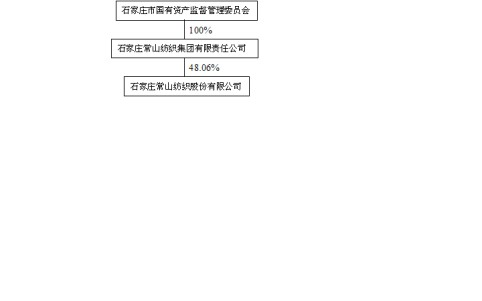 石家庄市国有资产监督管理委员会
100%
石家庄常山纺织集团有限责任公司
48.06%
石家庄常山纺织股份有限公司